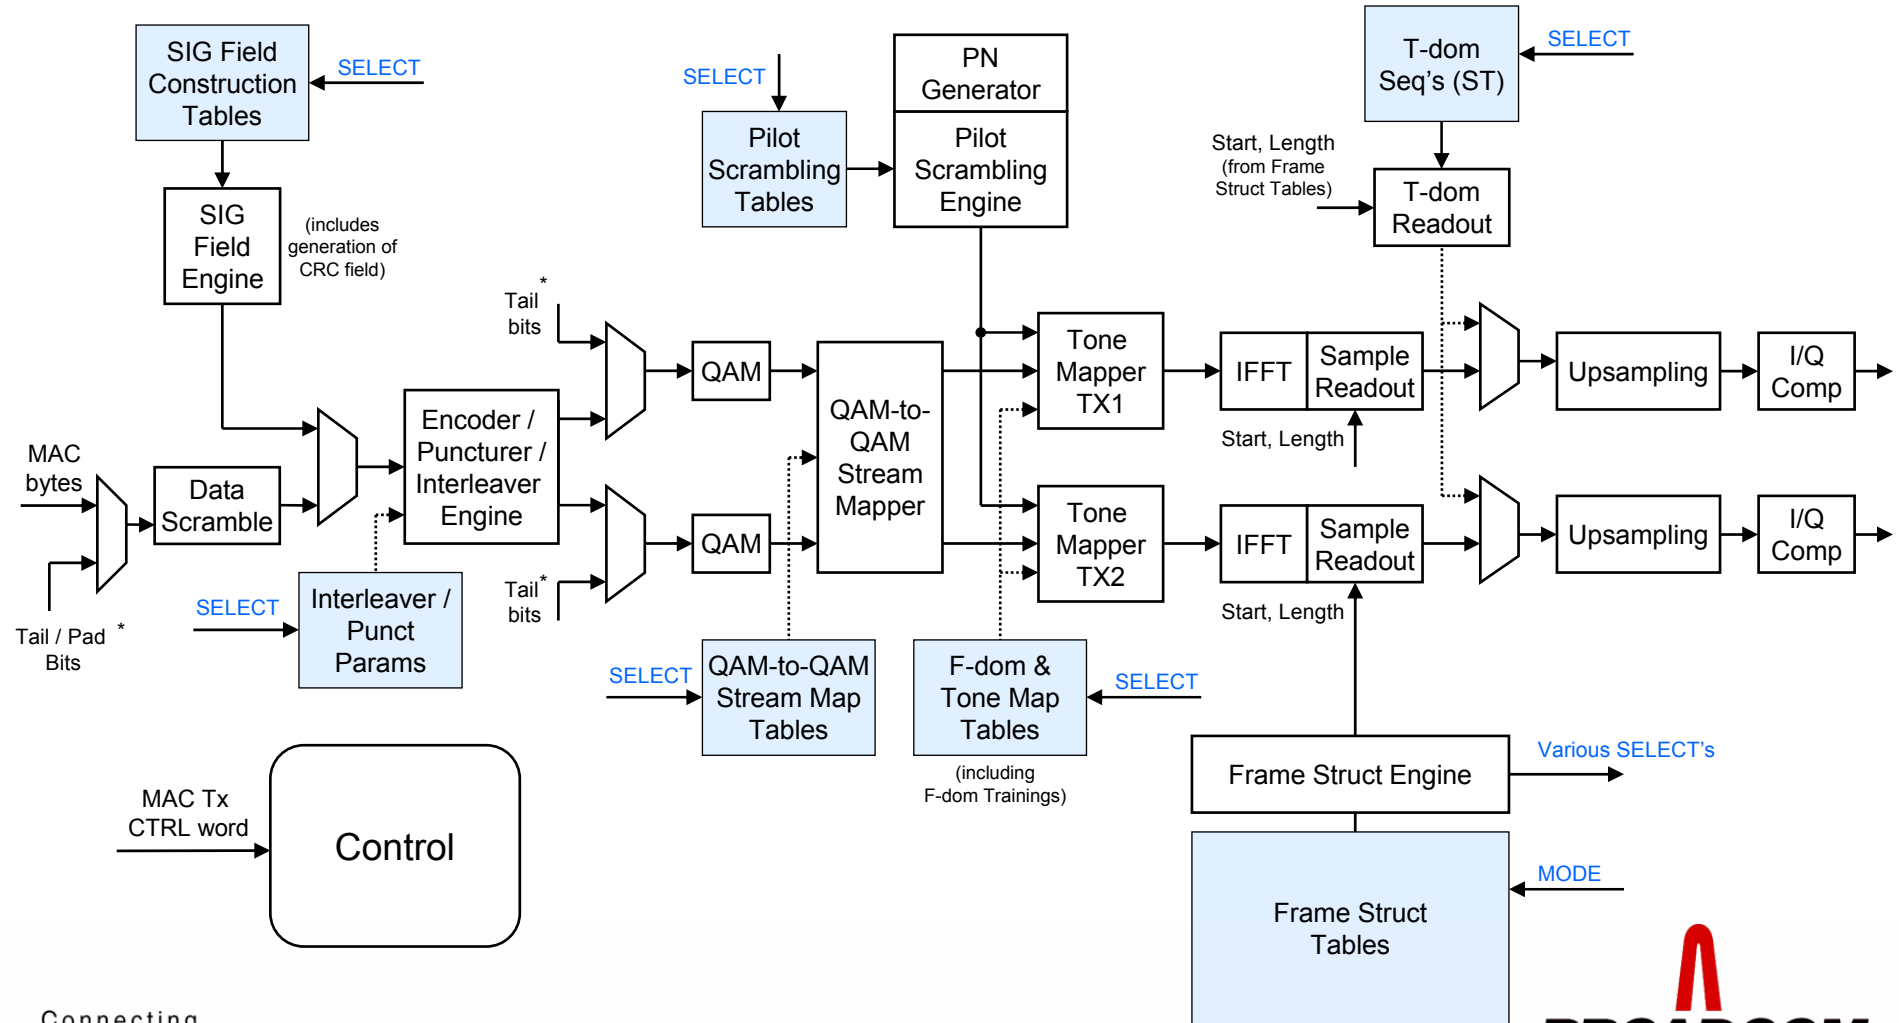 SIG Field
Construction
Tables
SELECT
SELECT
PN
Generator
T-dom
Seq's (ST)
SELECT
Pilot
Scrambling
Tables
Pilot
Scrambling
Engine
Start, Length
(from Frame
Struct Tables)
T-dom
Readout
SIG
Field
Engine
(includes
generation of
CRC field)
Tail *
bits
QAM
Tone
Mapper
TX1
IFFT
Sample
Readout
Upsampling
I/Q
Comp
Start, Length
MAC
bytes
Data
Scramble
Encoder /
Puncturer /
Interleaver
Engine
QAM-to-
QAM
Stream
Mapper
QAM
Tone
Mapper
TX2
IFFT
Sample
Readout
Upsampling
I/Q
Comp
Start, Length
Tail *
bits
Tail / Pad *
Bits
SELECT
Interleaver /
Punct
Params
SELECT
QAM-to-QAM
Stream Map
Tables
F-dom &
Tone Map
Tables
SELECT
(including
F-dom Trainings)
Frame Struct Engine
Various SELECT's
MAC Tx
CTRL word
Control
Frame Struct
Tables
MODE
Connecting
BROADCOM